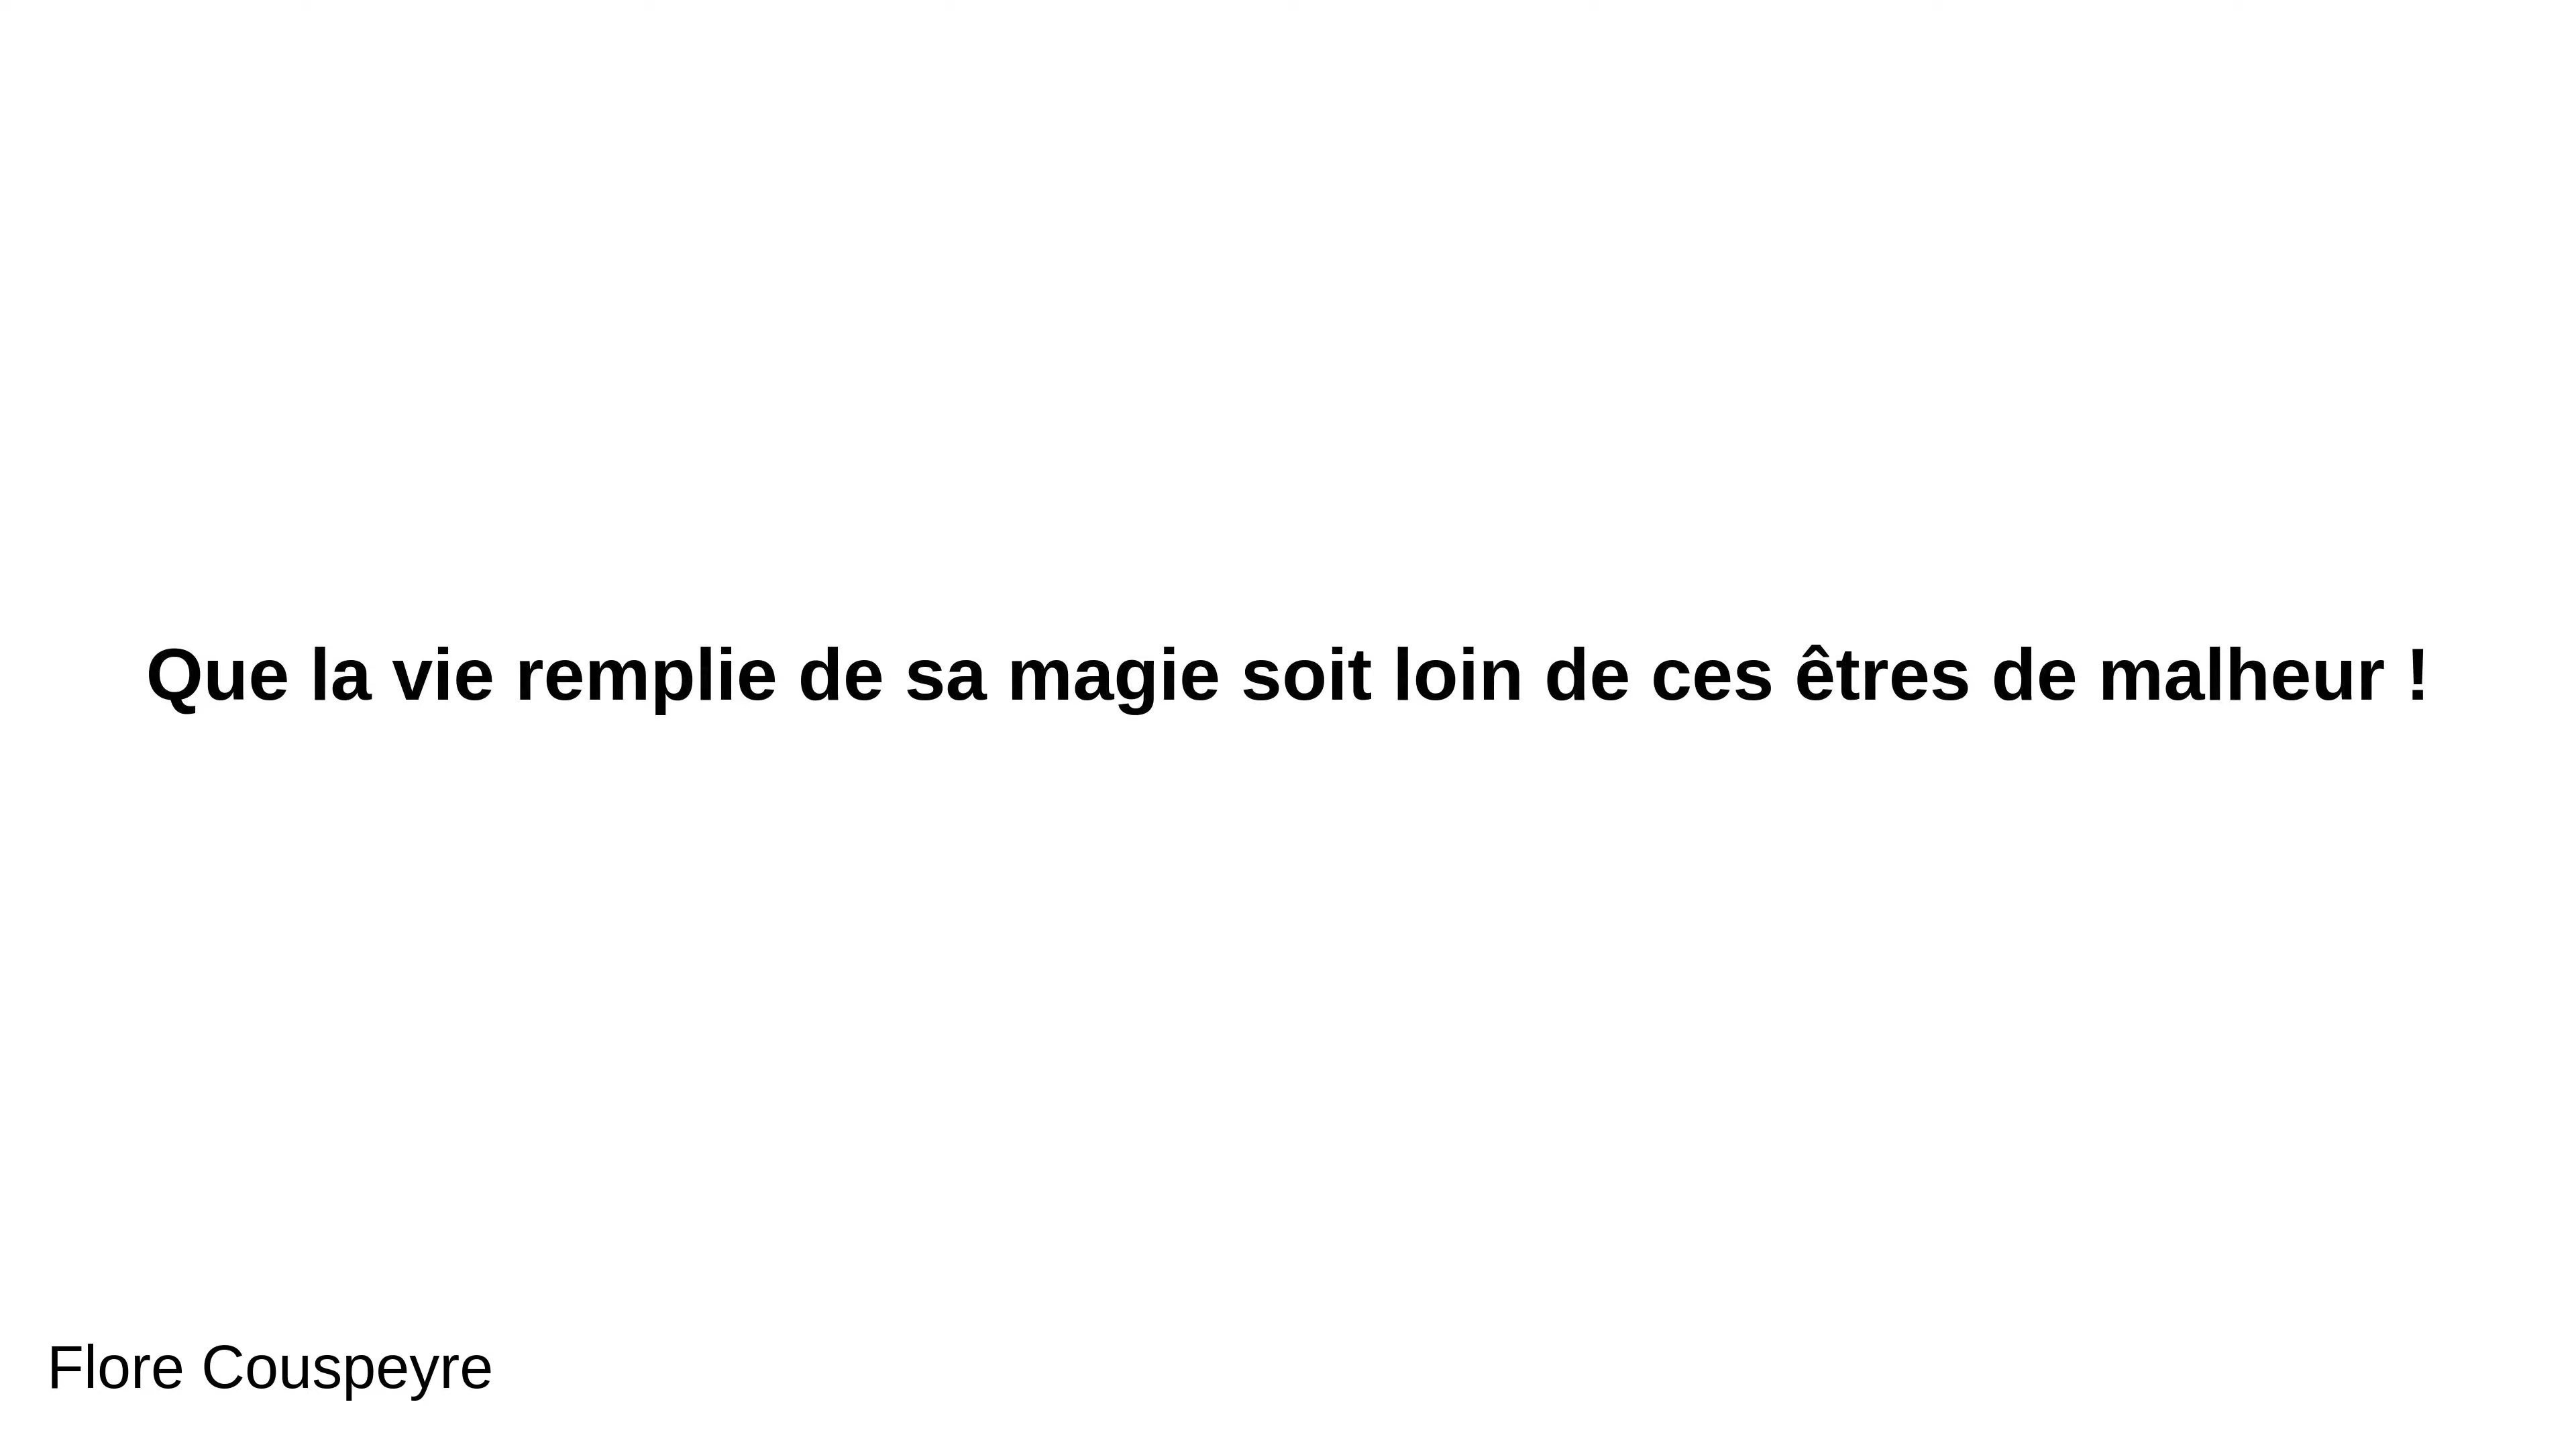 Que la vie remplie de sa magie soit loin de ces êtres de malheur !
Flore Couspeyre